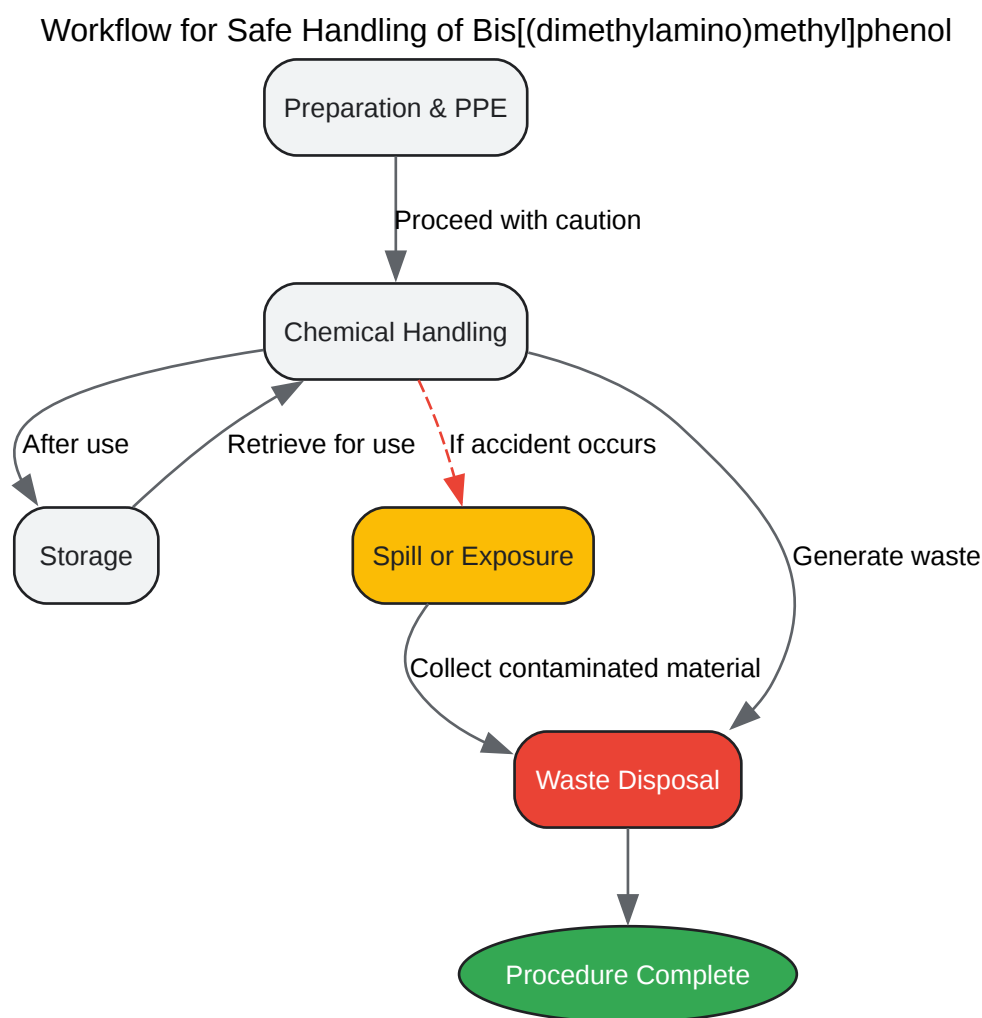 Workflow for Safe Handling of Bis[(dimethylamino)methyl]phenol
Preparation & PPE
Proceed with caution
Chemical Handling
After use
Retrieve for use
If accident occurs
Storage
Spill or Exposure
Generate waste
Collect contaminated material
Waste Disposal
Procedure Complete